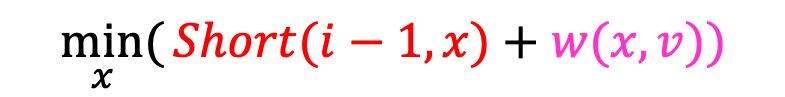 min( Short(i − 1, x) + w(x, v))
x